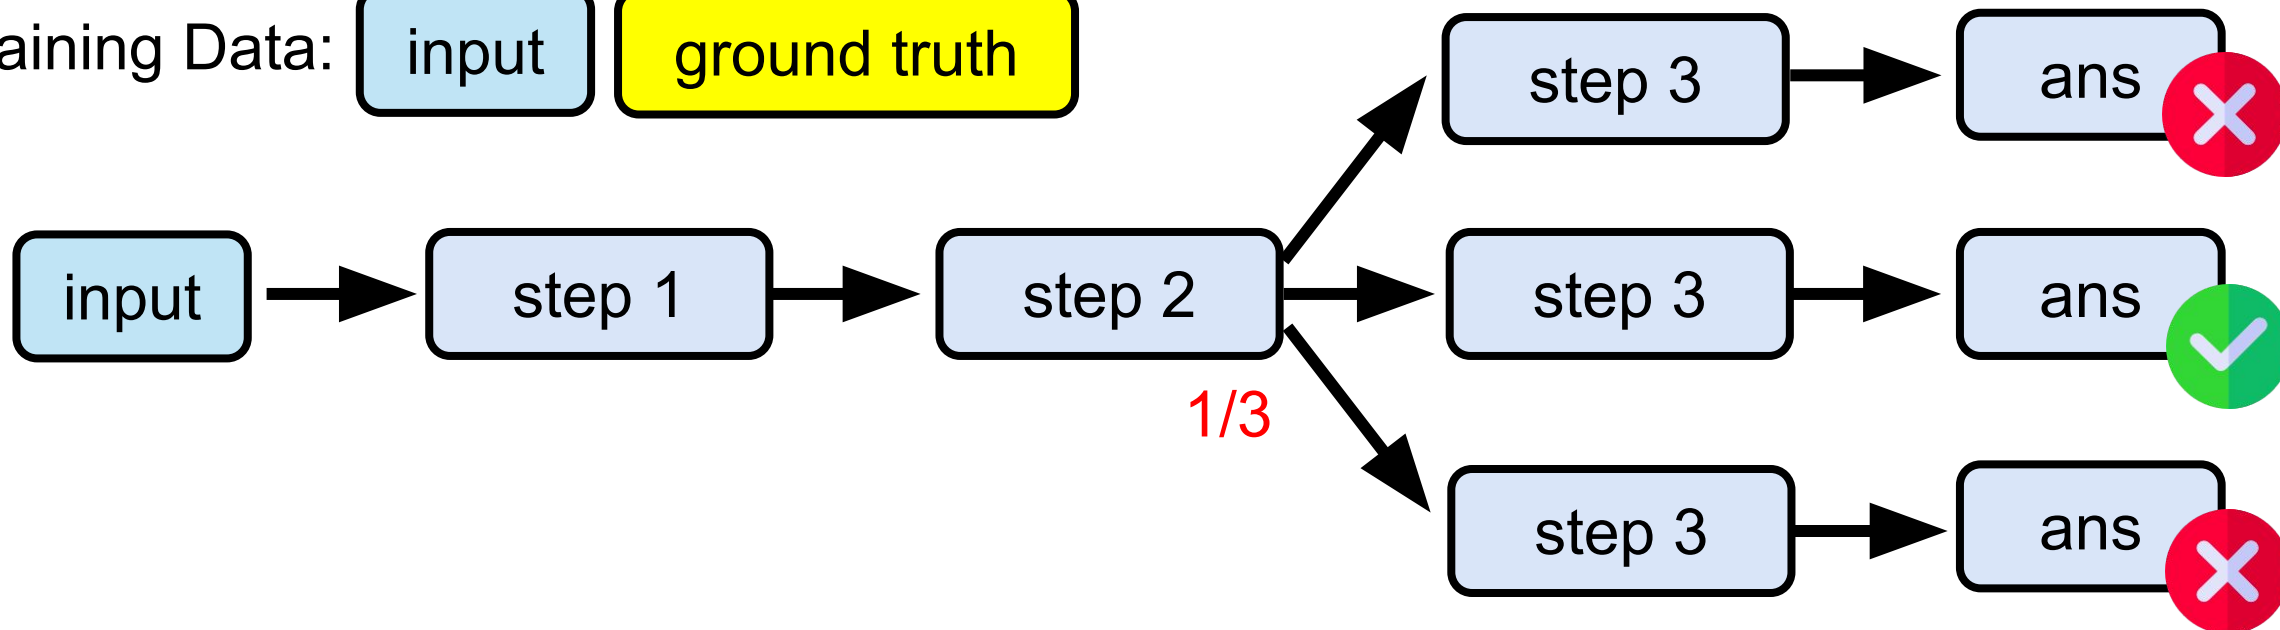 aining Data: input ground truth
step 3 ans
input step 1 step 2 step 3 ans
1/3
step 3 ans